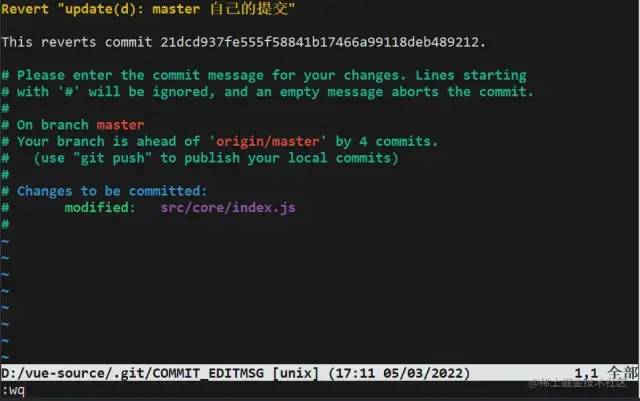 Revert "update(d): master 自己的提交"
This reverts commit 21dcd937fe555f58841b17466a99118deb489212.
# Please enter the commit message for your changes. Lines starting
# with '#' will be ignored, and an empty message aborts the commit.
#
# On branch master
# Your branch is ahead of 'origin/master' by 4 commits.
#   (use "git push" to publish your local commits)
#
# Changes to be committed:
#       modified:   src/core/index.js
#
~
~
~
~
~
~
~
~
D:/vue-source/.git/COMMIT_EDITMSG [unix] (17:11 05/03/2022) 1,1 全部
:wq
@稀土掘金技术社区